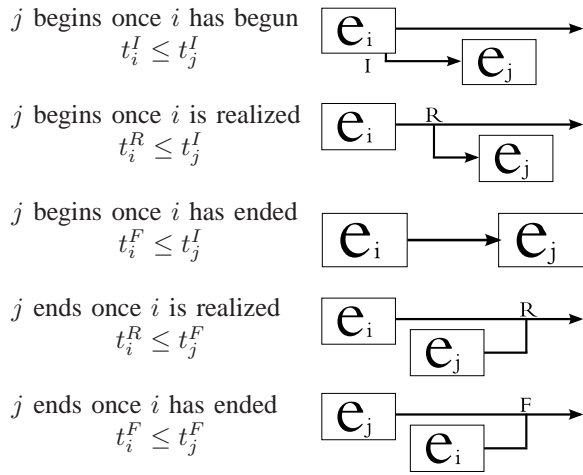 j begins once i has begun
t_i^I ≤ t_j^I
e_i
I
e_j
j begins once i is realized
t_i^R ≤ t_j^I
e_i
R
e_j
j begins once i has ended
t_i^F ≤ t_j^I
e_i
e_j
j ends once i is realized
t_i^R ≤ t_j^F
e_i
R
e_j
j ends once i has ended
t_i^F ≤ t_j^F
e_j
F
e_i